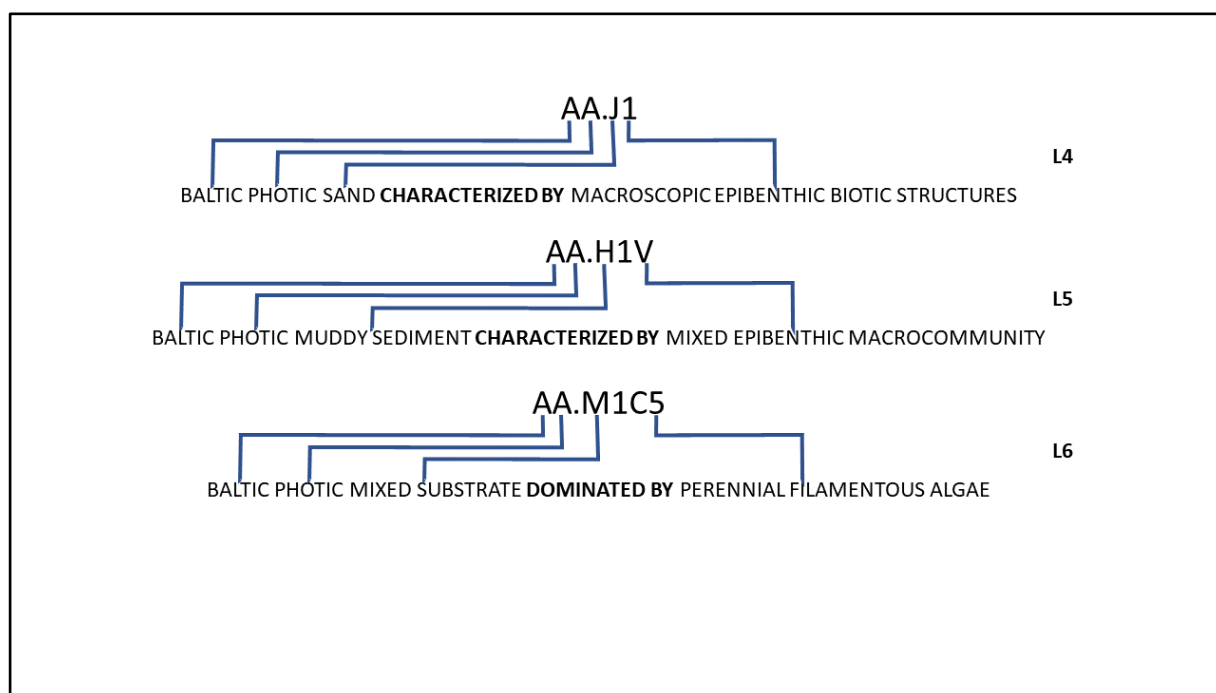 AA.J1
L4
BALTIC PHOTIC SAND CHARACTERIZED BY MACROSCOPIC EPIBENTHIC BIOTIC STRUCTURES
AA.H1V
L5
BALTIC PHOTIC MUDDY SEDIMENT CHARACTERIZED BY MIXED EPIBENTHIC MACROCOMMUNITY
AA.M1C5
L6
BALTIC PHOTIC MIXED SUBSTRATE DOMINATED BY PERENNIAL FILAMENTOUS ALGAE